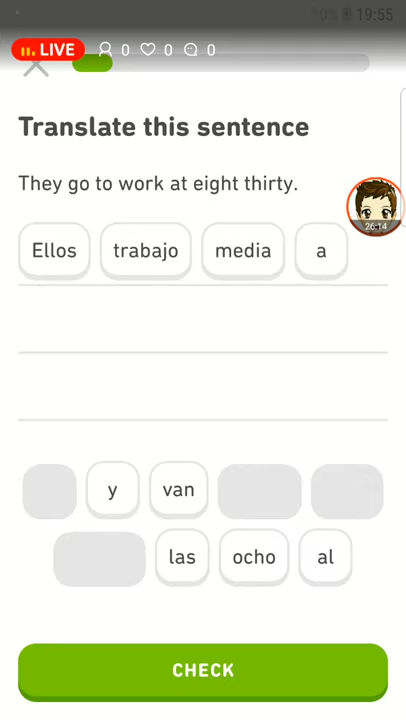 90% 19:55
LIVE 0 0 0
Translate this sentence
They go to work at eight thirty.
26:14
Ellos trabajo media a
y van
las ocho al
CHECK